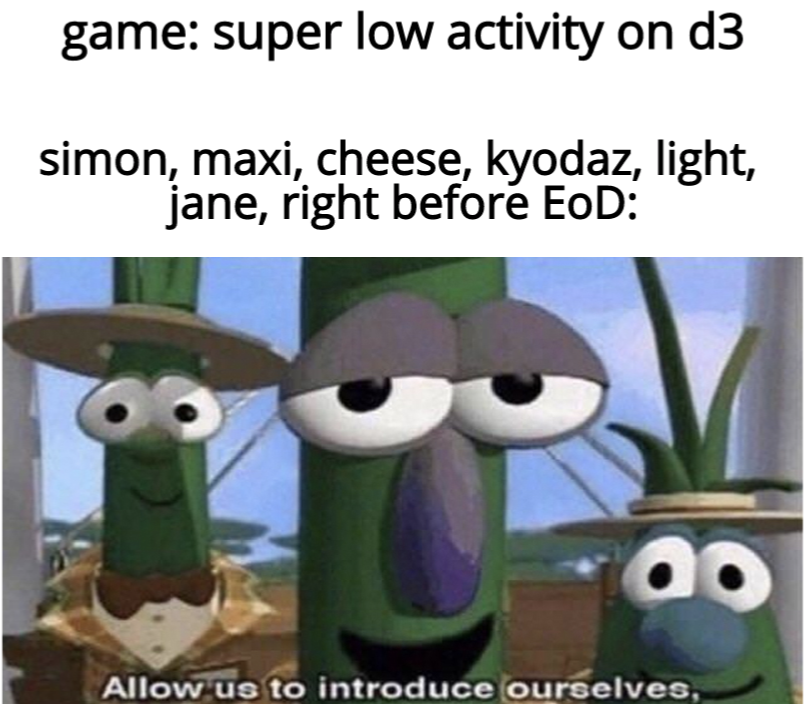 game: super low activity on d3
simon, maxi, cheese, kyodaz, light,
jane, right before EoD:
Allow us to introduce ourselves.